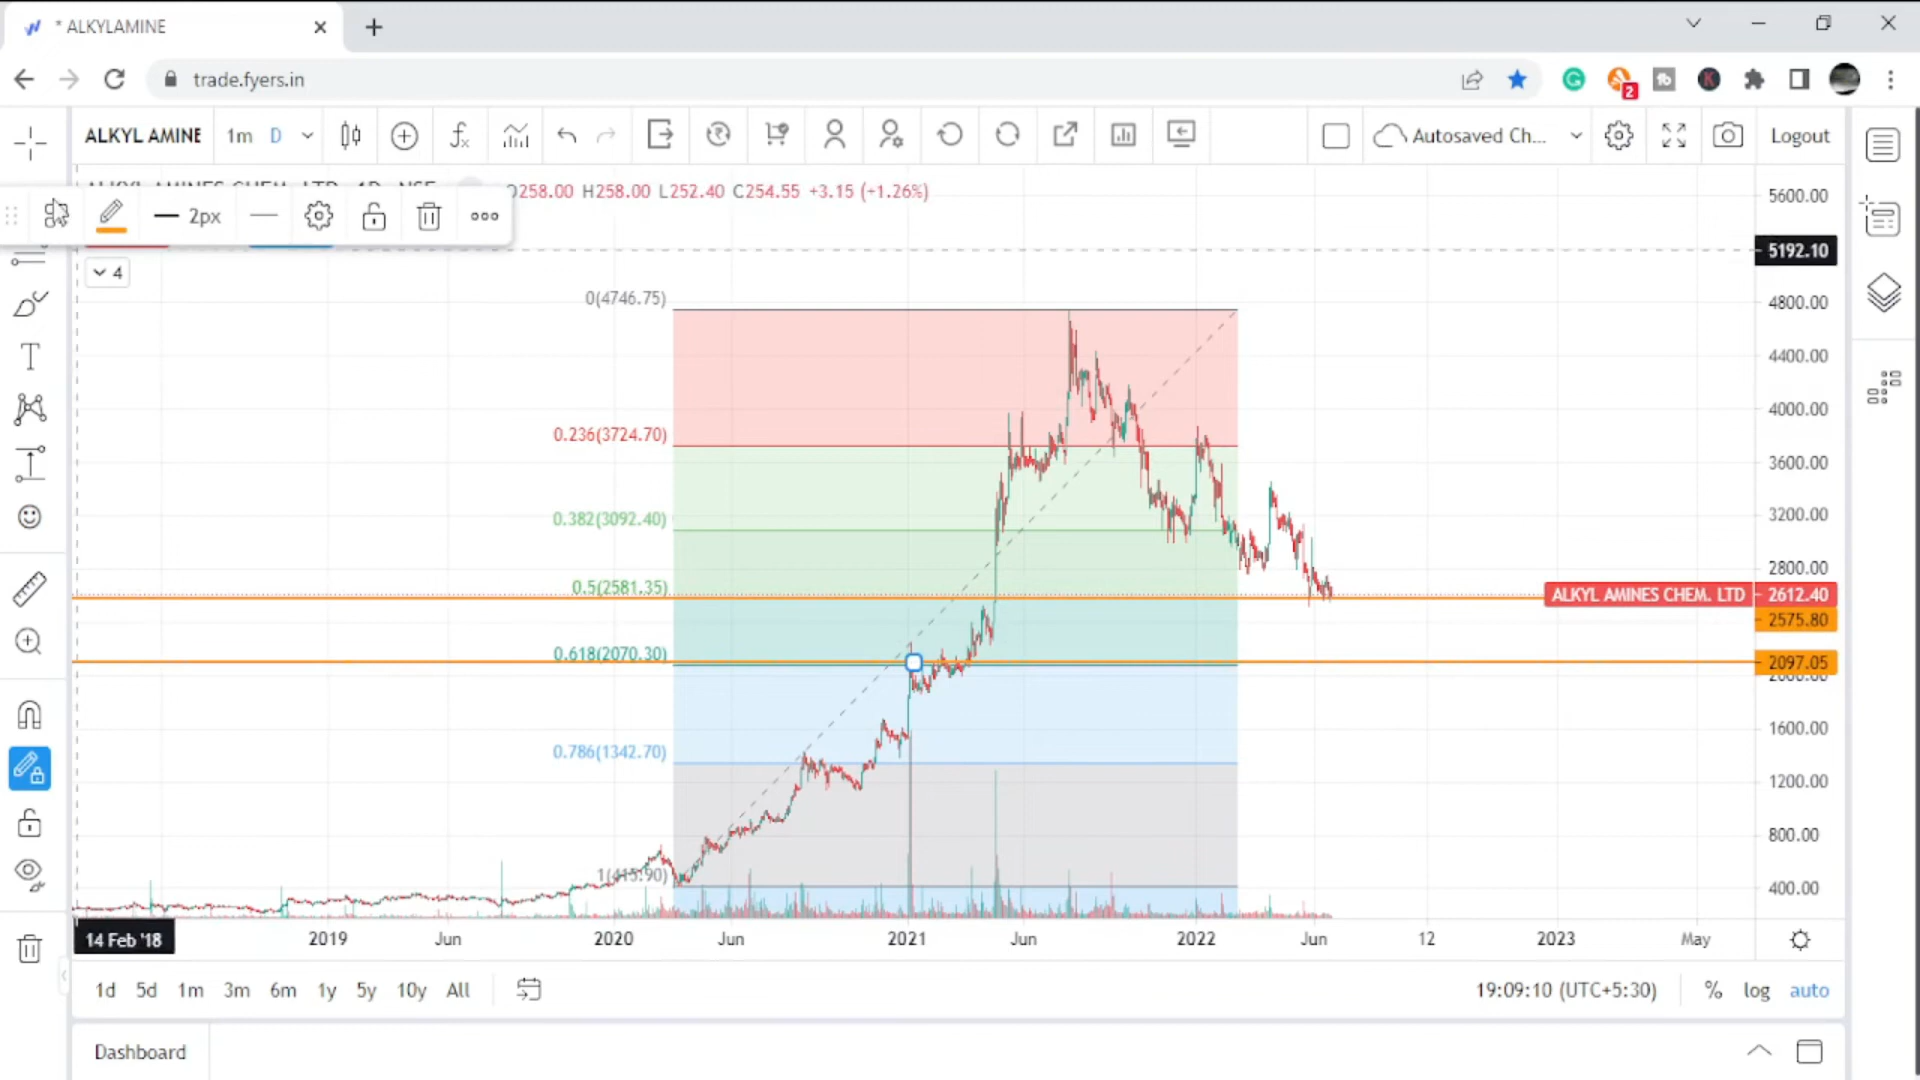 * ALKYLAMINE
trade.fyers.in
2
ALKYL AMINE 1m D
Autosaved Ch...
Logout
O258.00 H258.00 L252.40 C254.55 +3.15 (+1.26%)
2px
4
5600.00
5192.10
4800.00
4400.00
4000.00
3600.00
3200.00
2800.00
ALKYL AMINES CHEM. LTD 2612.40
2575.80
2097.05
2000.00
1600.00
1200.00
800.00
400.00
0(4746.75)
0.236(3724.70)
0.382(3092.40)
0.5(2581.35)
0.618(2070.30)
0.786(1342.70)
1(415.90)
14 Feb '18 2019 Jun 2020 Jun 2021 Jun 2022 Jun 12 2023 May
1d 5d 1m 3m 6m 1y 5y 10y All
19:09:10 (UTC+5:30) % log auto
Dashboard